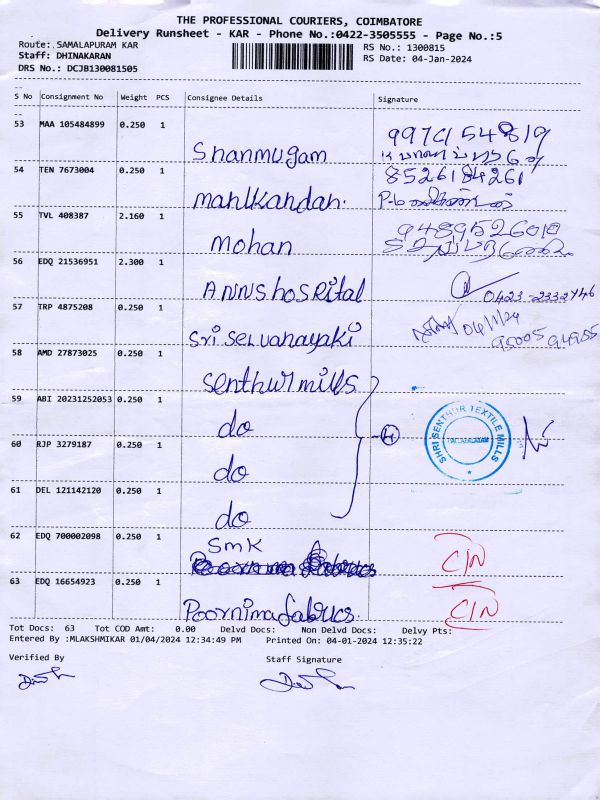 THE PROFESSIONAL COURIERS, COIMBATORE
Delivery Runsheet - KAR - Phone No.:0422-3505555 - Page No.:5
Route: SAMALAPURAM KAR
RS No.: 1300815
Staff: DHINAKARAN
RS Date: 04-Jan-2024
DRS No.: DCJB130081505
S No Consignment No Weight PCS Consignee Details Signature
53 MAA 105484899 0.250 1
Shanmugam
54 TEN 7673004 0.250 1
8526184261
manikandan.
55 TVL 408387 2.160 1
9489526010
mohan
56 EDQ 21536951 2.300 1
ANNS hospital
0423-2332746
57 TRP 4875208 0.250 1
Sri Selvanayaki
04/1/24
58 AMD 27873025 0.250 1
Senthur mills
59 ABI 20231252053 0.250 1
do
4
SHRI SENTHUR TEXTILE MILLS
60 RJP 3279187 0.250 1
do
61 DEL 121142120 0.250 1
do
62 EDQ 700002098 0.250 1
SMK
C/N
63 EDQ 16654923 0.250 1
Poornima fabrics.
C/N
Tot Docs: 63 Tot COD Amt: 0.00 Delvd Docs: Non Delvd Docs: Delvy Pts:
Entered By :MLAKSHMIKAR 01/04/2024 12:34:49 PM Printed On: 04-01-2024 12:35:22
Verified By Staff Signature